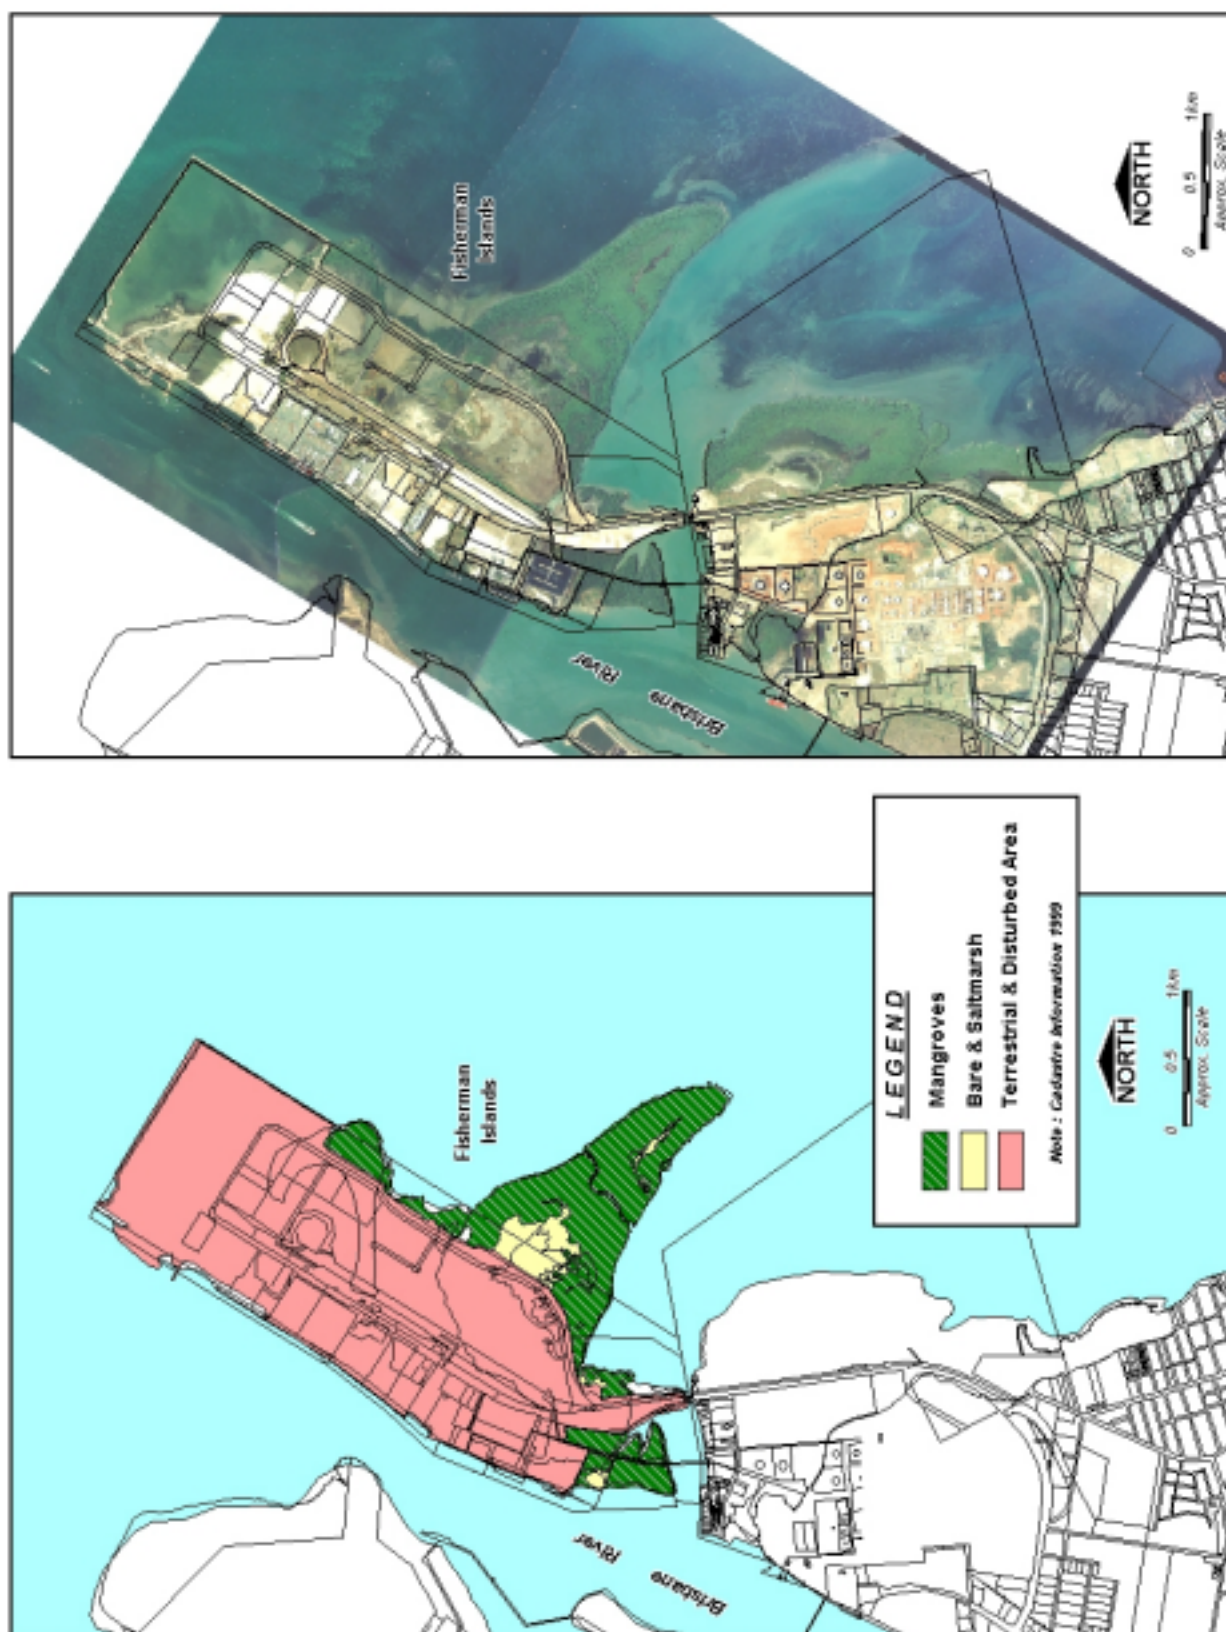 Fisherman
Islands
Brisbane
River
NORTH
0 0.5 1km
Approx. Scale
Fisherman
Islands
Brisbane
River
LEGEND
Mangroves
Bare & Saltmarsh
Terrestrial & Disturbed Area
Note : Cadastre Information 1999
NORTH
0 0.5 1km
Approx. Scale